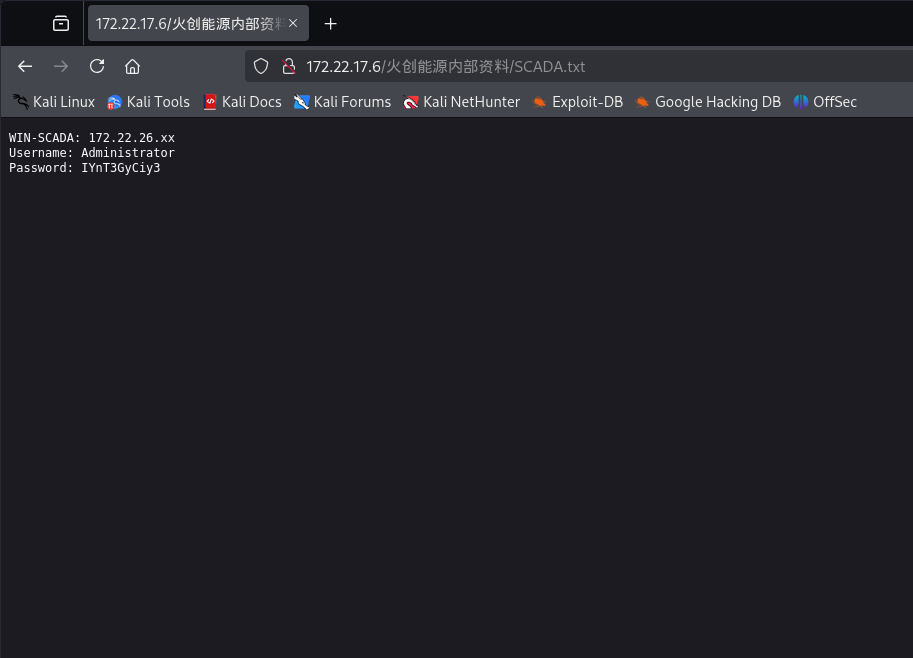 172.22.17.6/火创能源内部资料
172.22.17.6/火创能源内部资料/SCADA.txt
Kali Linux
Kali Tools
Kali Docs
Kali Forums
Kali NetHunter
Exploit-DB
Google Hacking DB
OffSec
WIN-SCADA: 172.22.26.xx
Username: Administrator
Password: IYnT3GyCiy3